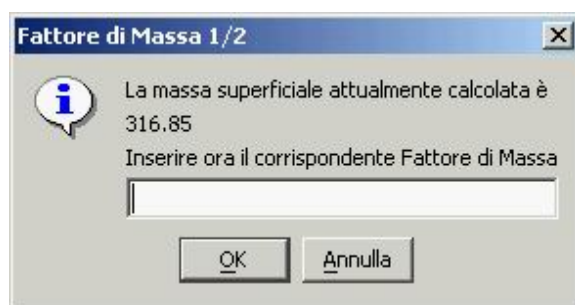 Fattore di Massa 1/2
La massa superficiale attualmente calcolata è
316.85
Inserire ora il corrispondente Fattore di Massa
OK
Annulla